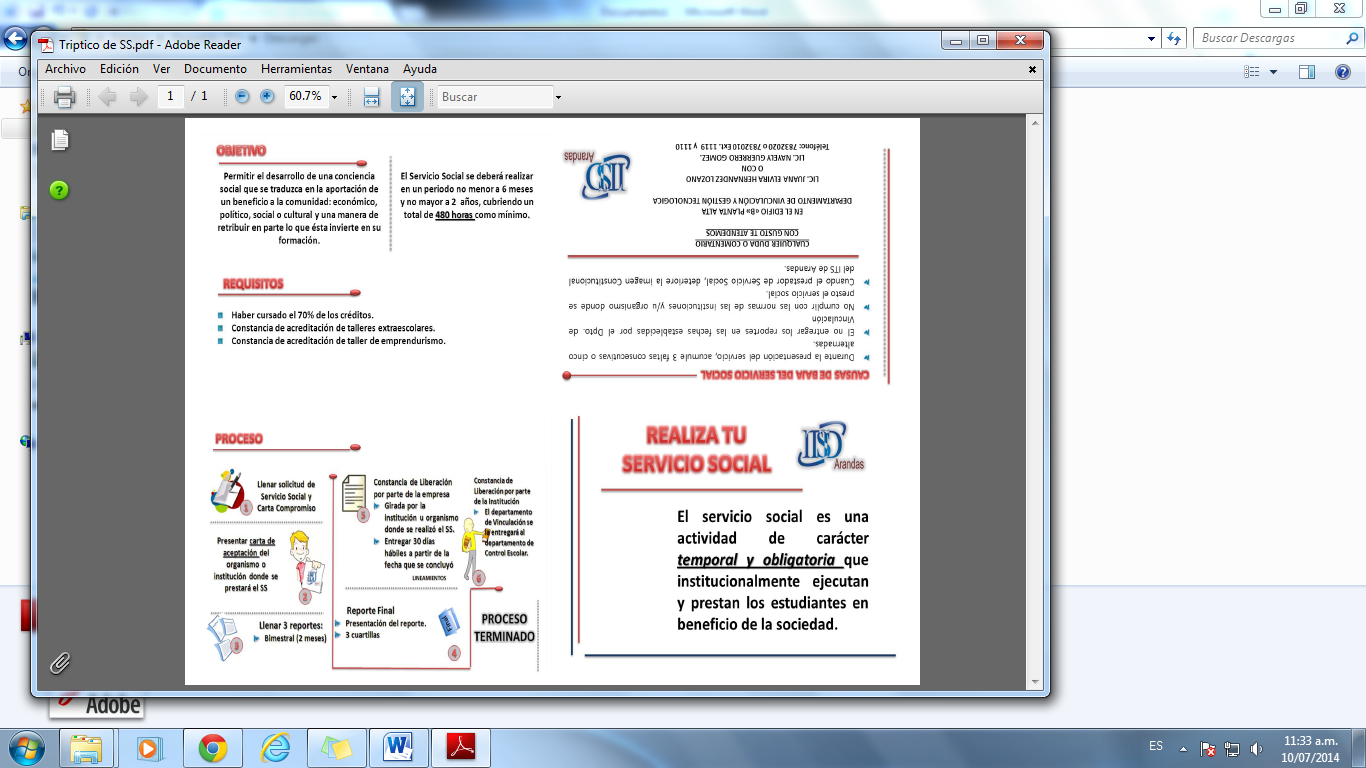 Documento1
Microsoft Word
Triptico de SS.pdf - Adobe Reader
Buscar Descargas
Archivo Edición Ver Documento Herramientas Ventana Ayuda
1 / 1 60.7% Buscar
OBJETIVO
Permitir el desarrollo de una conciencia
social que se traduzca en la aportación de
un beneficio a la comunidad: económico,
político, social o cultural y una manera de
retribuir en parte lo que ésta invierte en su
formación.
El Servicio Social se deberá realizar
en un periodo no menor a 6 meses
y no mayor a 2 años, cubriendo un
total de 480 horas como mínimo.
REQUISITOS
Haber cursado el 70% de los créditos.
Constancia de acreditación de talleres extraescolares.
Constancia de acreditación de taller de emprendurismo.
CAUSAS DE BAJA DEL SERVICIO SOCIAL
Durante la presentación del servicio, acumule 3 faltas consecutivas o cinco
alternadas.
El no entregar los reportes en las fechas establecidas por el Dpto. de
Vinculación
No cumplir con las normas de las instituciones y/u organismo donde se
presto el servicio social.
Cuando el prestador de Servicio Social, deteriore la imagen Constitucional
del ITS de Arandas.
CUALQUIER DUDA O COMENTARIO
CON GUSTO TE ATENDEMOS
EN EL EDIFIO «B» PLANTA ALTA
DEPARTAMENTO DE VINCULACIÓN Y GESTIÓN TECNOLOGICA
LIC. JUANA ELVIRA HERNANDEZ LOZANO
O CON
LIC. NAYELY GUERRERO GOMEZ.
Teléfono: 7832020 o 7832010 Ext. 1119 y 1110
Arandas
PROCESO
Llenar solicitud de
Servicio Social y
Carta Compromiso
1
Presentar carta de
aceptación del
organismo o
institución donde se
prestará el SS
2
Llenar 3 reportes:
Bimestral (2 meses)
3
Reporte Final
Presentación del reporte.
3 cuartillas
Final
4
Constancia de Liberación
por parte de la empresa
Girada por la
institución u organismo
donde se realizó el SS.
Entregar 30 días
hábiles a partir de la
fecha que se concluyó
LINEAMIENTOS
5
Constancia de
Liberación por parte
de la Institución
El departamento
de Vinculación se
la entregará al
departamento de
Control Escolar.
6
PROCESO
TERMINADO
REALIZA TU
SERVICIO SOCIAL
Arandas
El servicio social es una
actividad de carácter
temporal y obligatoria que
institucionalmente ejecutan
y prestan los estudiantes en
beneficio de la sociedad.
Adobe
ES
11:33 a.m.
10/07/2014